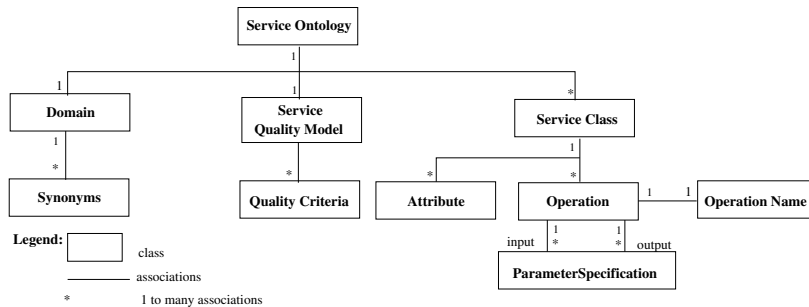 Service Ontology
1
1
1
*
Domain
Service
Quality Model
Service Class
1
*
*
1
*
*
Synonyms
Quality Criteria
Attribute
Operation
1
1
Operation Name
Legend:
class
input
1
*
1
*
output
associations
ParameterSpecification
*
1 to many associations